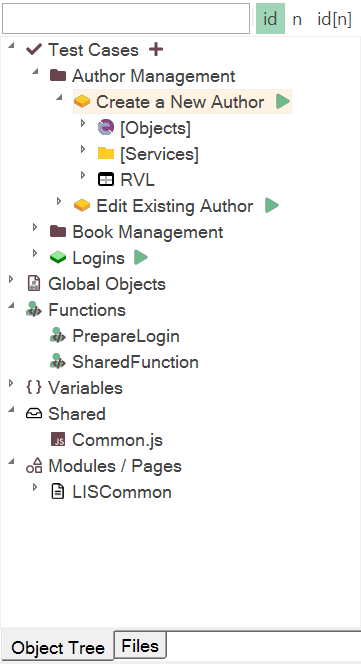 id n id[n]
Test Cases
Author Management
Create a New Author
[Objects]
[Services]
RVL
Edit Existing Author
Book Management
Logins
Global Objects
Functions
PrepareLogin
SharedFunction
{ } Variables
Shared
JS Common.js
Modules / Pages
LISCommon
Object Tree Files